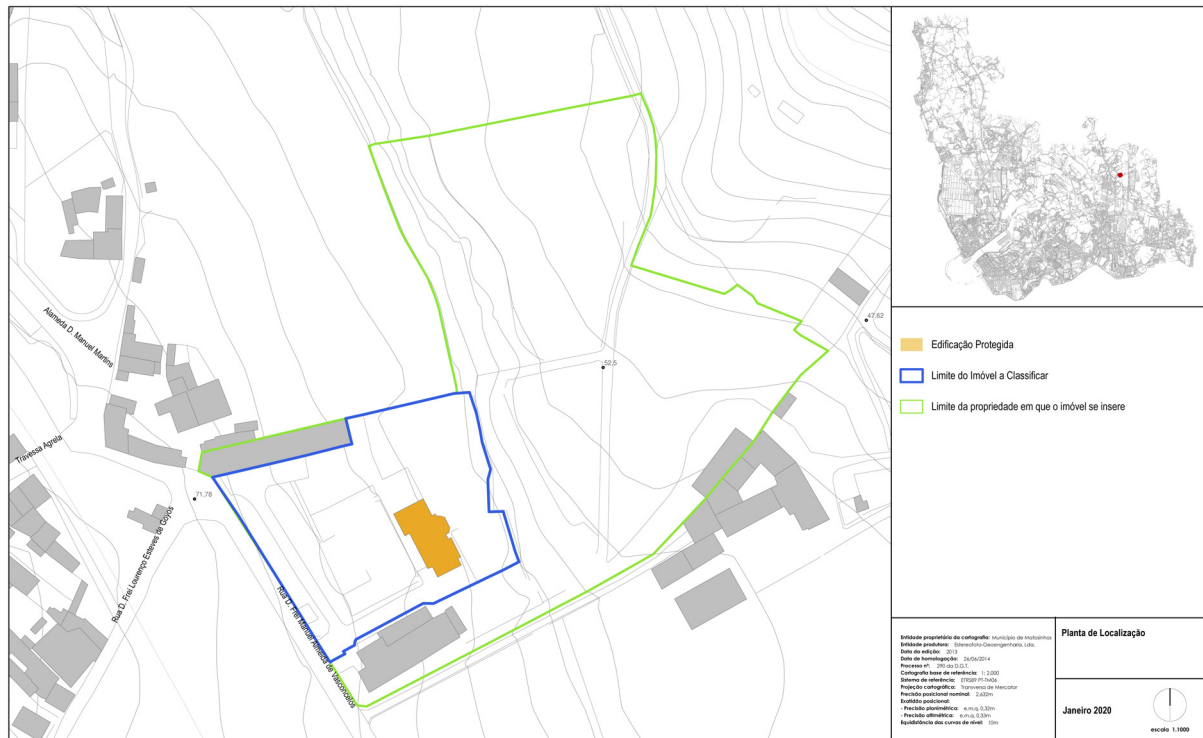 Alameda D. Manuel Martins
Travessa Agrela
Rua D. Frei Lourenço Esteves de Goyos
Rua D. Frei Manuel Almeida de Vasconcelos
71,78
52,5
47,62
Edificação Protegida
Limite do Imóvel a Classificar
Limite da propriedade em que o imóvel se insere
Entidade proprietária da cartografia: Município de Matosinhos
Entidade produtora: Estereofoto-Geoengenharia, Lda.
Data da edição: 2013
Data de homologação: 26/06/2014
Processo nº: 290 da D.G.T.
Cartografia base de referência: 1: 2,000
Sistema de referência: ETRS89 PT-TM06
Projeção cartográfica: Transversa de Mercator
Precisão posicional nominal: 2,632m
Exatidão posicional:
- Precisão planimétrica: e.m.q. 0,32m
- Precisão altimétrica: e.m.q. 0,33m
Equidistância das curvas de nível: 10m
Planta de Localização
Janeiro 2020
escala 1.1000